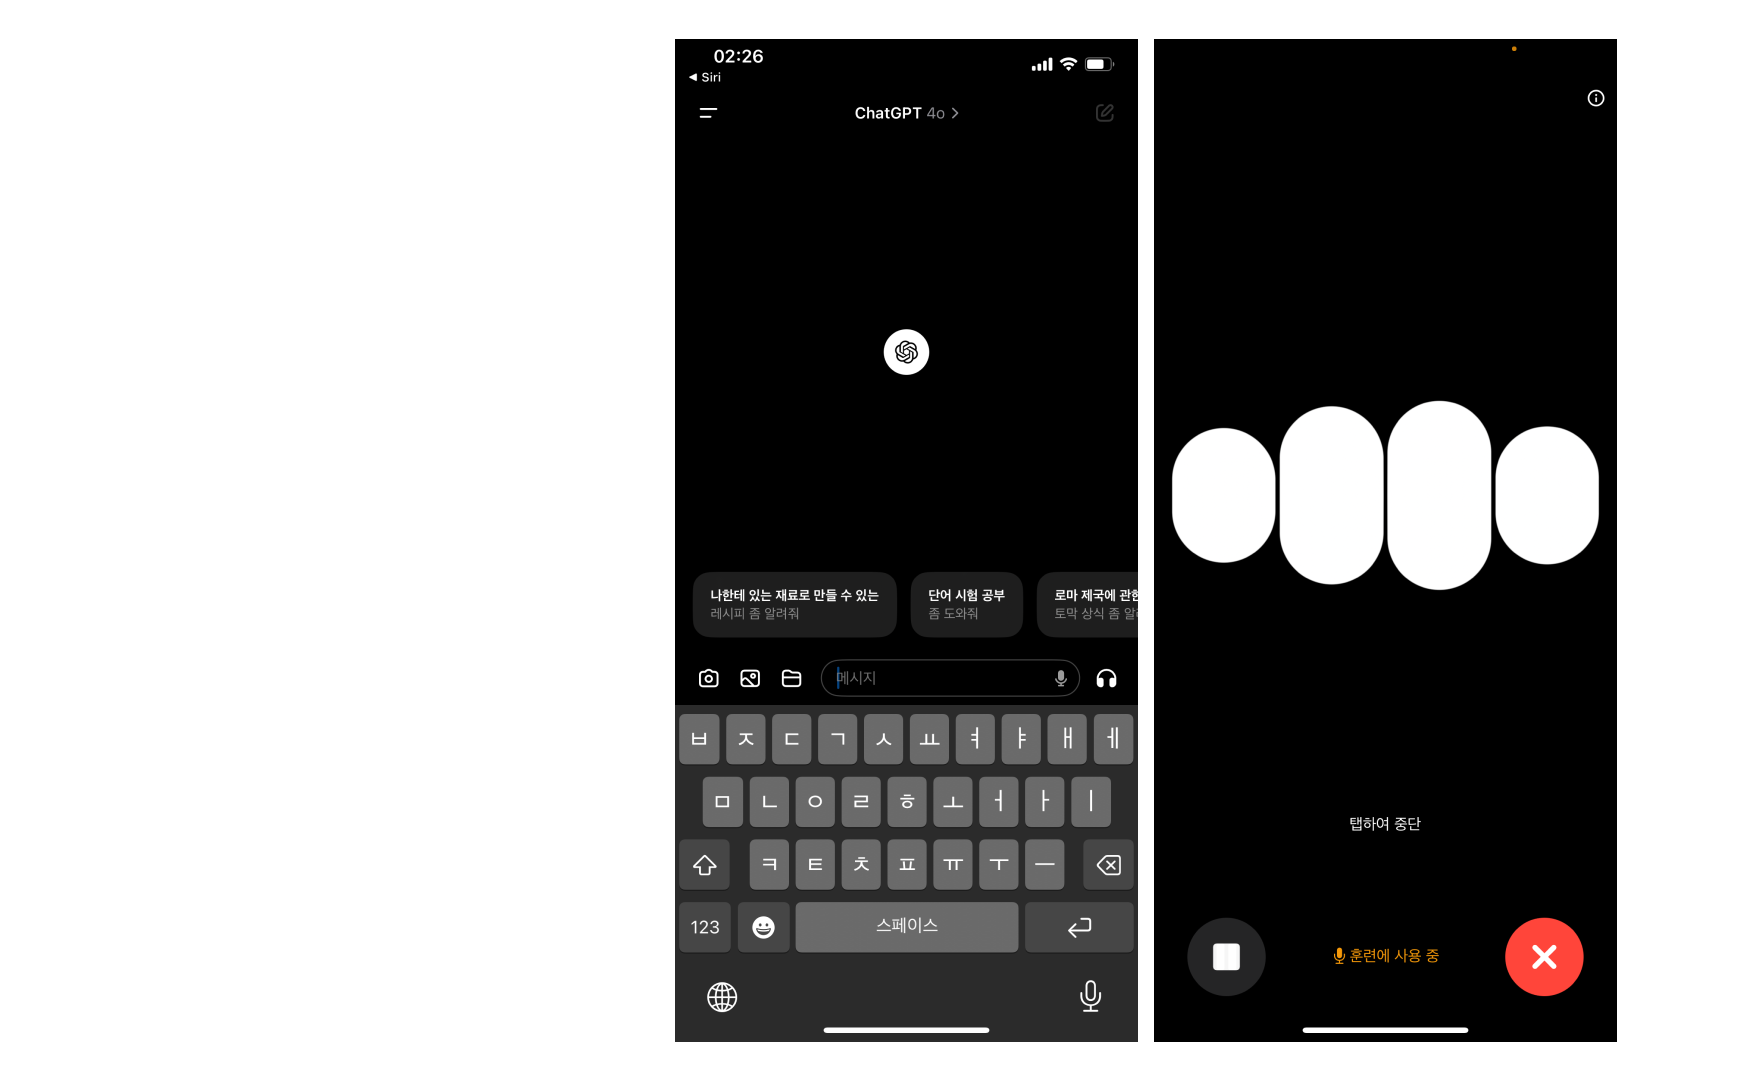 02:26
◀ Siri
ChatGPT 4o >
나한테 있는 재료로 만들 수 있는
레시피 좀 알려줘
단어 시험 공부
좀 도와줘
로마 제국에 관한
토막 상식 좀
메시지
ㅂ ㅈ ㄷ ㄱ ㅅ ㅛ ㅕ ㅑ ㅐ ㅔ
ㅁ ㄴ ㅇ ㄹ ㅎ ㅗ ㅓ ㅏ ㅣ
ㅋ ㅌ ㅊ ㅍ ㅠ ㅜ ㅡ
123 스페이스
탭하여 중단
훈련에 사용 중